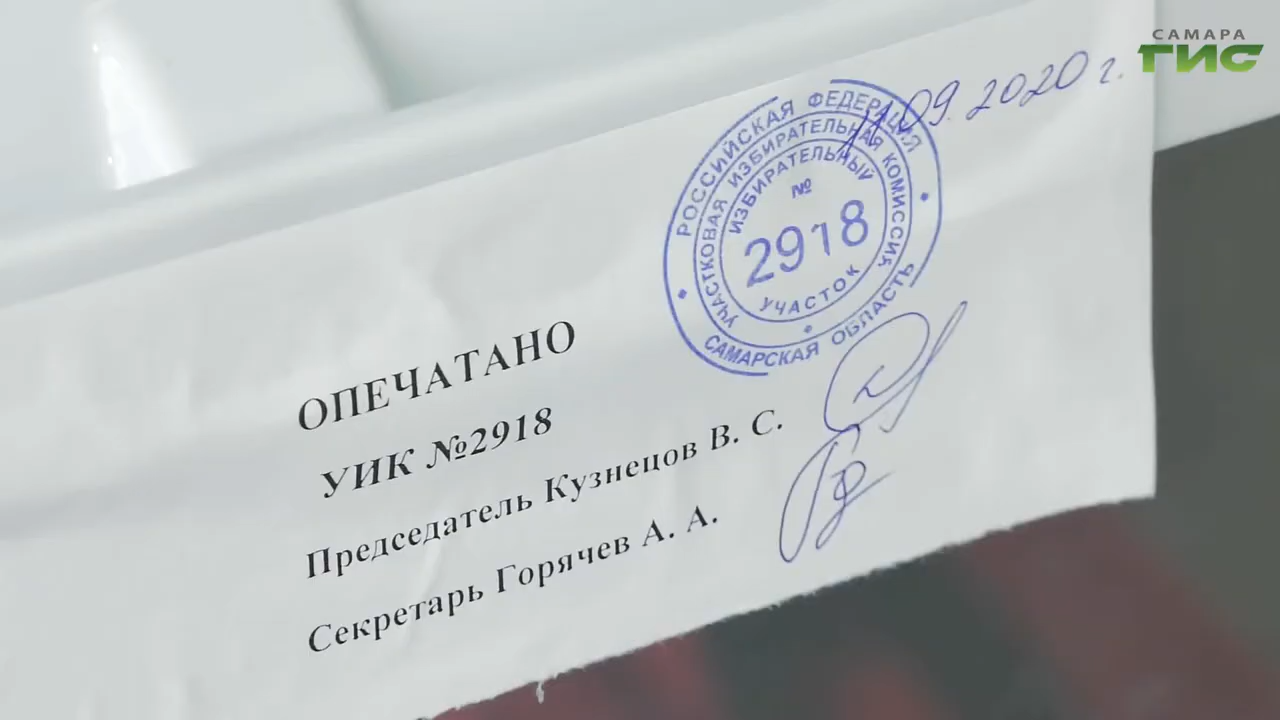 САМАРА
ГИС
11.09.2020 г.
РОССИЙСКАЯ ФЕДЕРАЦИЯ
УЧАСТКОВАЯ ИЗБИРАТЕЛЬНАЯ КОМИССИЯ
ИЗБИРАТЕЛЬНЫЙ
№
2918
УЧАСТОК
САМАРСКАЯ ОБЛАСТЬ
ОПЕЧАТАНО
УИК №2918
Председатель Кузнецов В. С.
Секретарь Горячев А. А.